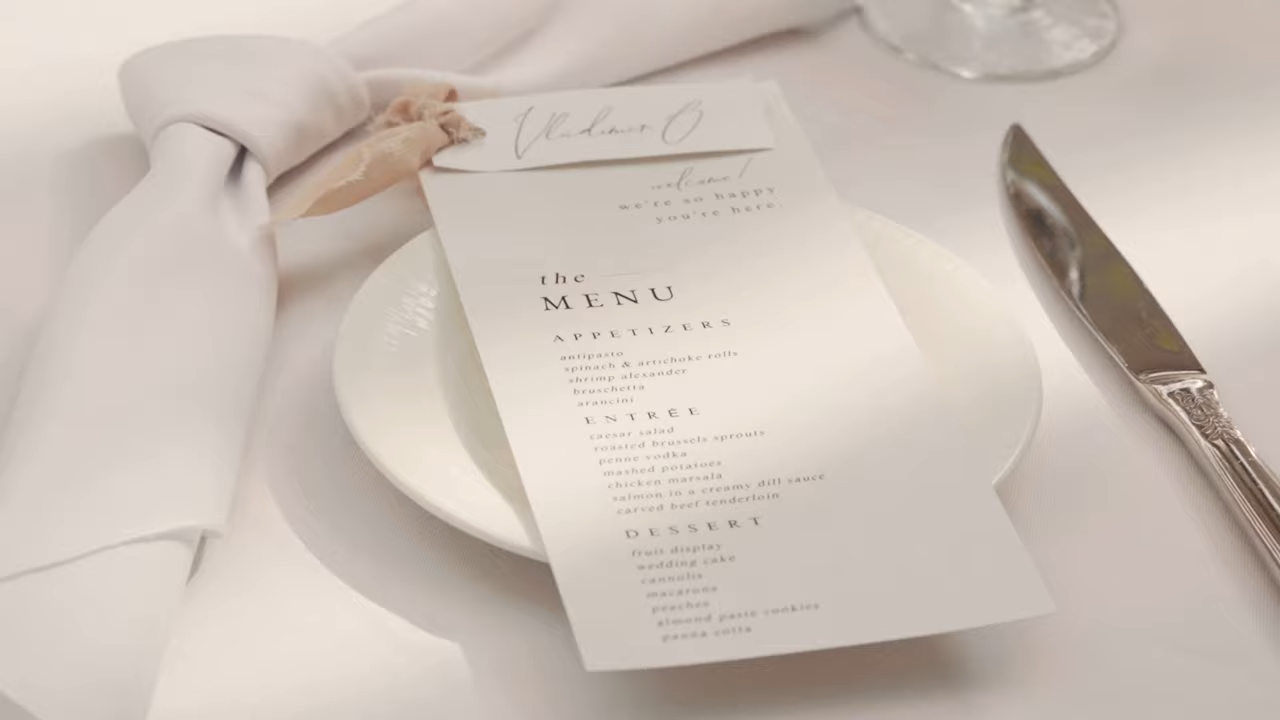 Vladimir B
welcome!
we're so happy
you're here.
the
MENU
APPETIZERS
antipasto
spinach & artichoke rolls
shrimp alexander
bruschetta
arancini
ENTRÉE
caesar salad
roasted brussels sprouts
penne vodka
mashed potatoes
chicken marsala
salmon in a creamy dill sauce
carved beef tenderloin
DESSERT
fruit display
wedding cake
cannolis
macarons
peaches
almond paste cookies
panna cotta